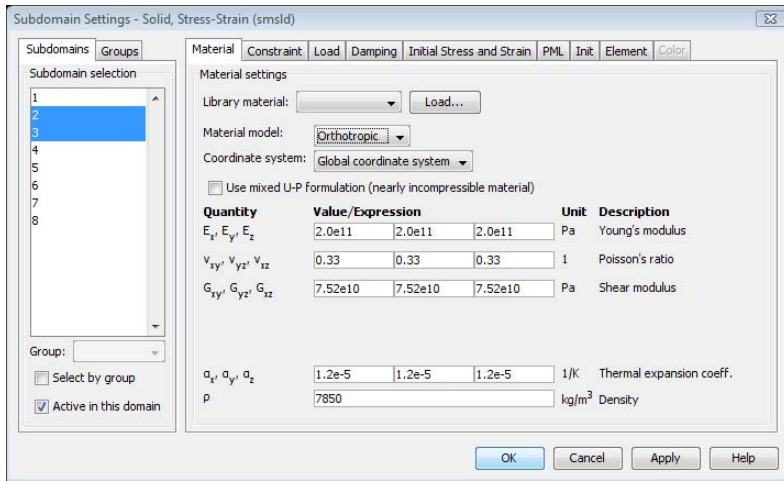 Subdomain Settings - Solid, Stress-Strain (smsld)
Subdomains Groups
Subdomain selection
1
2
3
4
5
6
7
8
Group:
Select by group
Active in this domain
Material Constraint Load Damping Initial Stress and Strain PML Init Element Color
Material settings
Library material: Load...
Material model: Orthotropic
Coordinate system: Global coordinate system
Use mixed U-P formulation (nearly incompressible material)
Quantity Value/Expression Unit Description
Ex, Ey, Ez 2.0e11 2.0e11 2.0e11 Pa Young's modulus
νxy, νyz, νxz 0.33 0.33 0.33 1 Poisson's ratio
Gxy, Gyz, Gxz 7.52e10 7.52e10 7.52e10 Pa Shear modulus
αx, αy, αz 1.2e-5 1.2e-5 1.2e-5 1/K Thermal expansion coeff.
ρ 7850 kg/m³ Density
OK Cancel Apply Help